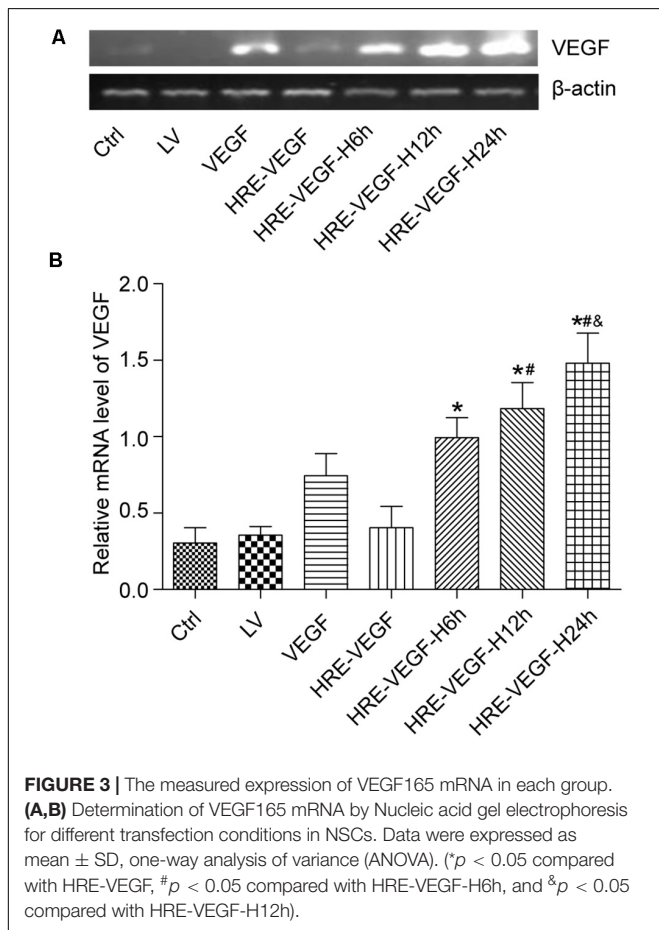 A
VEGF
β-actin
Ctrl
LV
VEGF
HRE-VEGF
HRE-VEGF-H6h
HRE-VEGF-H12h
HRE-VEGF-H24h
B
Relative mRNA level of VEGF
2.0
1.5
1.0
0.5
0.0
*
*#
*#&
Ctrl
LV
VEGF
HRE-VEGF
HRE-VEGF-H6h
HRE-VEGF-H12h
HRE-VEGF-H24h
FIGURE 3 | The measured expression of VEGF165 mRNA in each group.
(A,B) Determination of VEGF165 mRNA by Nucleic acid gel electrophoresis
for different transfection conditions in NSCs. Data were expressed as
mean ± SD, one-way analysis of variance (ANOVA). (*p < 0.05 compared
with HRE-VEGF, #p < 0.05 compared with HRE-VEGF-H6h, and &p < 0.05
compared with HRE-VEGF-H12h).